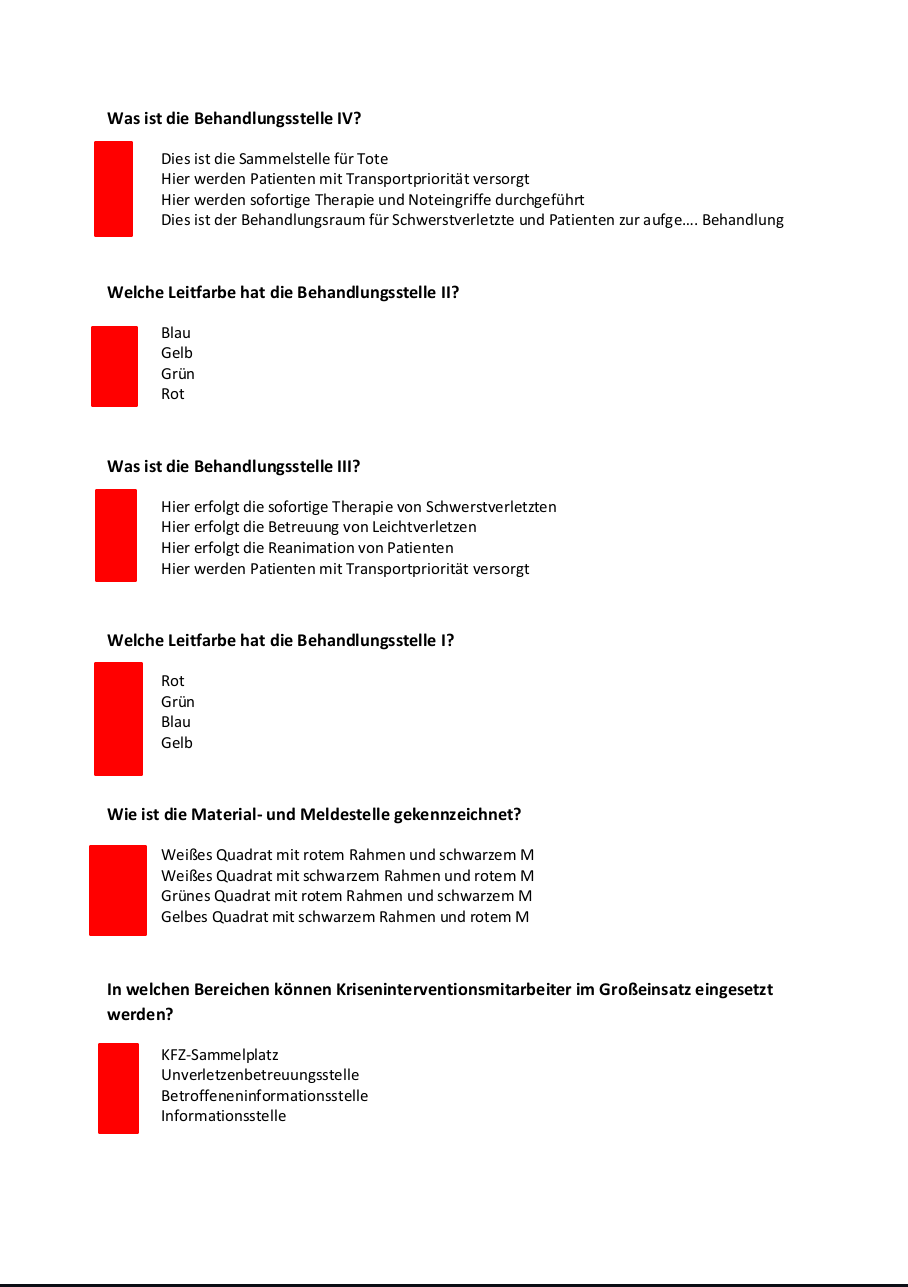 Was ist die Behandlungsstelle IV?
Dies ist die Sammelstelle für Tote
Hier werden Patienten mit Transportpriorität versorgt
Hier werden sofortige Therapie und Noteingriffe durchgeführt
Dies ist der Behandlungsraum für Schwerstverletzte und Patienten zur aufge.... Behandlung
Welche Leitfarbe hat die Behandlungsstelle II?
Blau
Gelb
Grün
Rot
Was ist die Behandlungsstelle III?
Hier erfolgt die sofortige Therapie von Schwerstverletzten
Hier erfolgt die Betreuung von Leichtverletzen
Hier erfolgt die Reanimation von Patienten
Hier werden Patienten mit Transportpriorität versorgt
Welche Leitfarbe hat die Behandlungsstelle I?
Rot
Grün
Blau
Gelb
Wie ist die Material- und Meldestelle gekennzeichnet?
Weißes Quadrat mit rotem Rahmen und schwarzem M
Weißes Quadrat mit schwarzem Rahmen und rotem M
Grünes Quadrat mit rotem Rahmen und schwarzem M
Gelbes Quadrat mit schwarzem Rahmen und rotem M
In welchen Bereichen können Kriseninterventionsmitarbeiter im Großeinsatz eingesetzt
werden?
KFZ-Sammelplatz
Unverletzenbetreuungsstelle
Betroffeneninformationsstelle
Informationsstelle